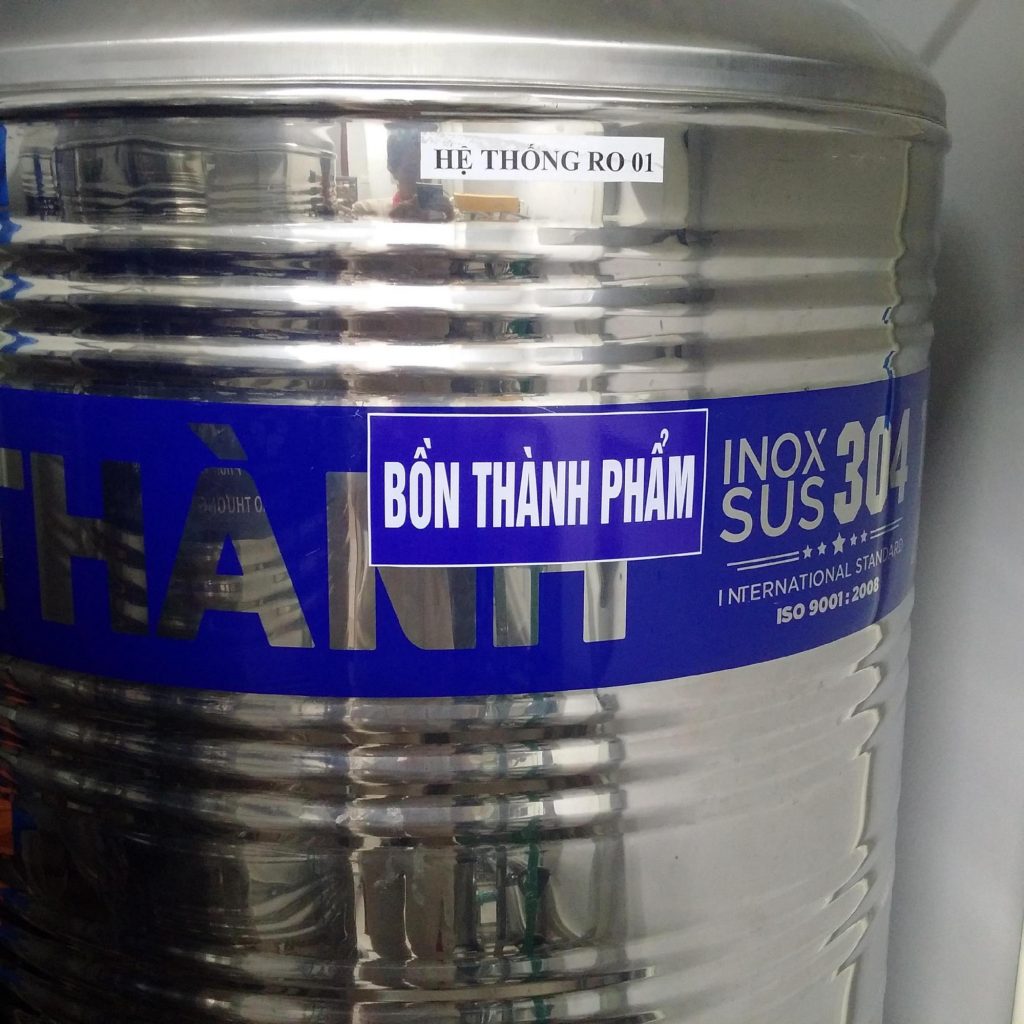 HỆ THỐNG RO 01
THÀNH
BỒN THÀNH PHẨM
INOX
SUS 304
INTERNATIONAL STANDARD
ISO 9001 : 2008